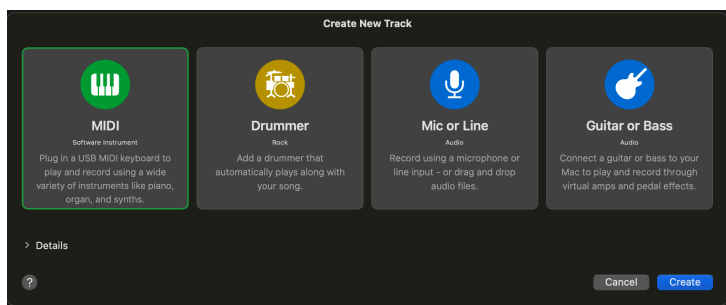 Create New Track
MIDI
Software Instrument
Plug in a USB MIDI keyboard to
play and record using a wide
variety of instruments like piano,
organ, and synths.
Drummer
Rock
Add a drummer that
automatically plays along with
your song.
Mic or Line
Audio
Record using a microphone or
line input - or drag and drop
audio files.
Guitar or Bass
Audio
Connect a guitar or bass to your
Mac to play and record through
virtual amps and pedal effects.
Details
?
Cancel
Create